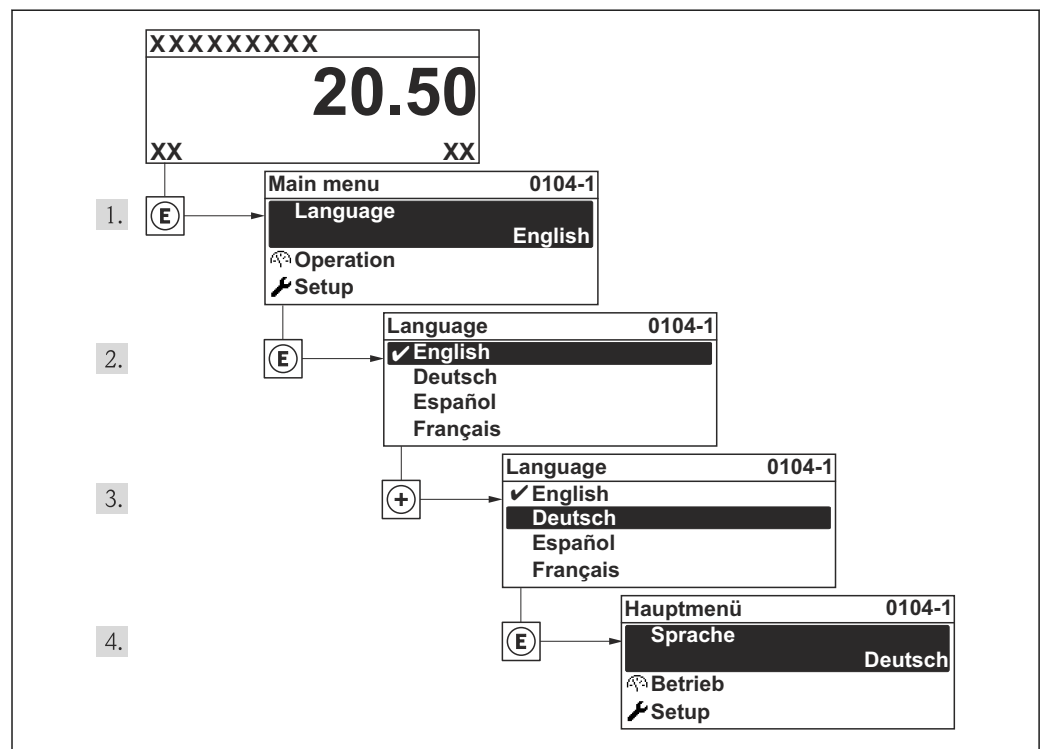 XXXXXXXXX
20.50
XX XX
1. E
Main menu 0104-1
Language
English
Operation
Setup
2. E
Language 0104-1
✔English
Deutsch
Español
Français
3. +
Language 0104-1
✔English
Deutsch
Español
Français
4. E
Hauptmenü 0104-1
Sprache
Deutsch
Betrieb
Setup